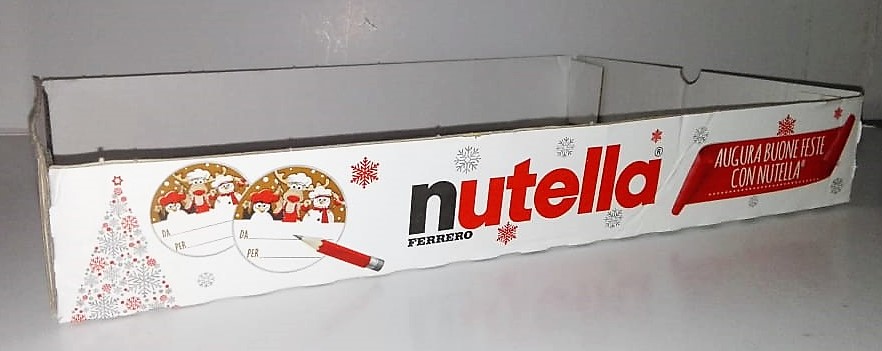 DA
PER
DA
PER
nutella®
FERRERO
AUGURA BUONE FESTE
CON NUTELLA®